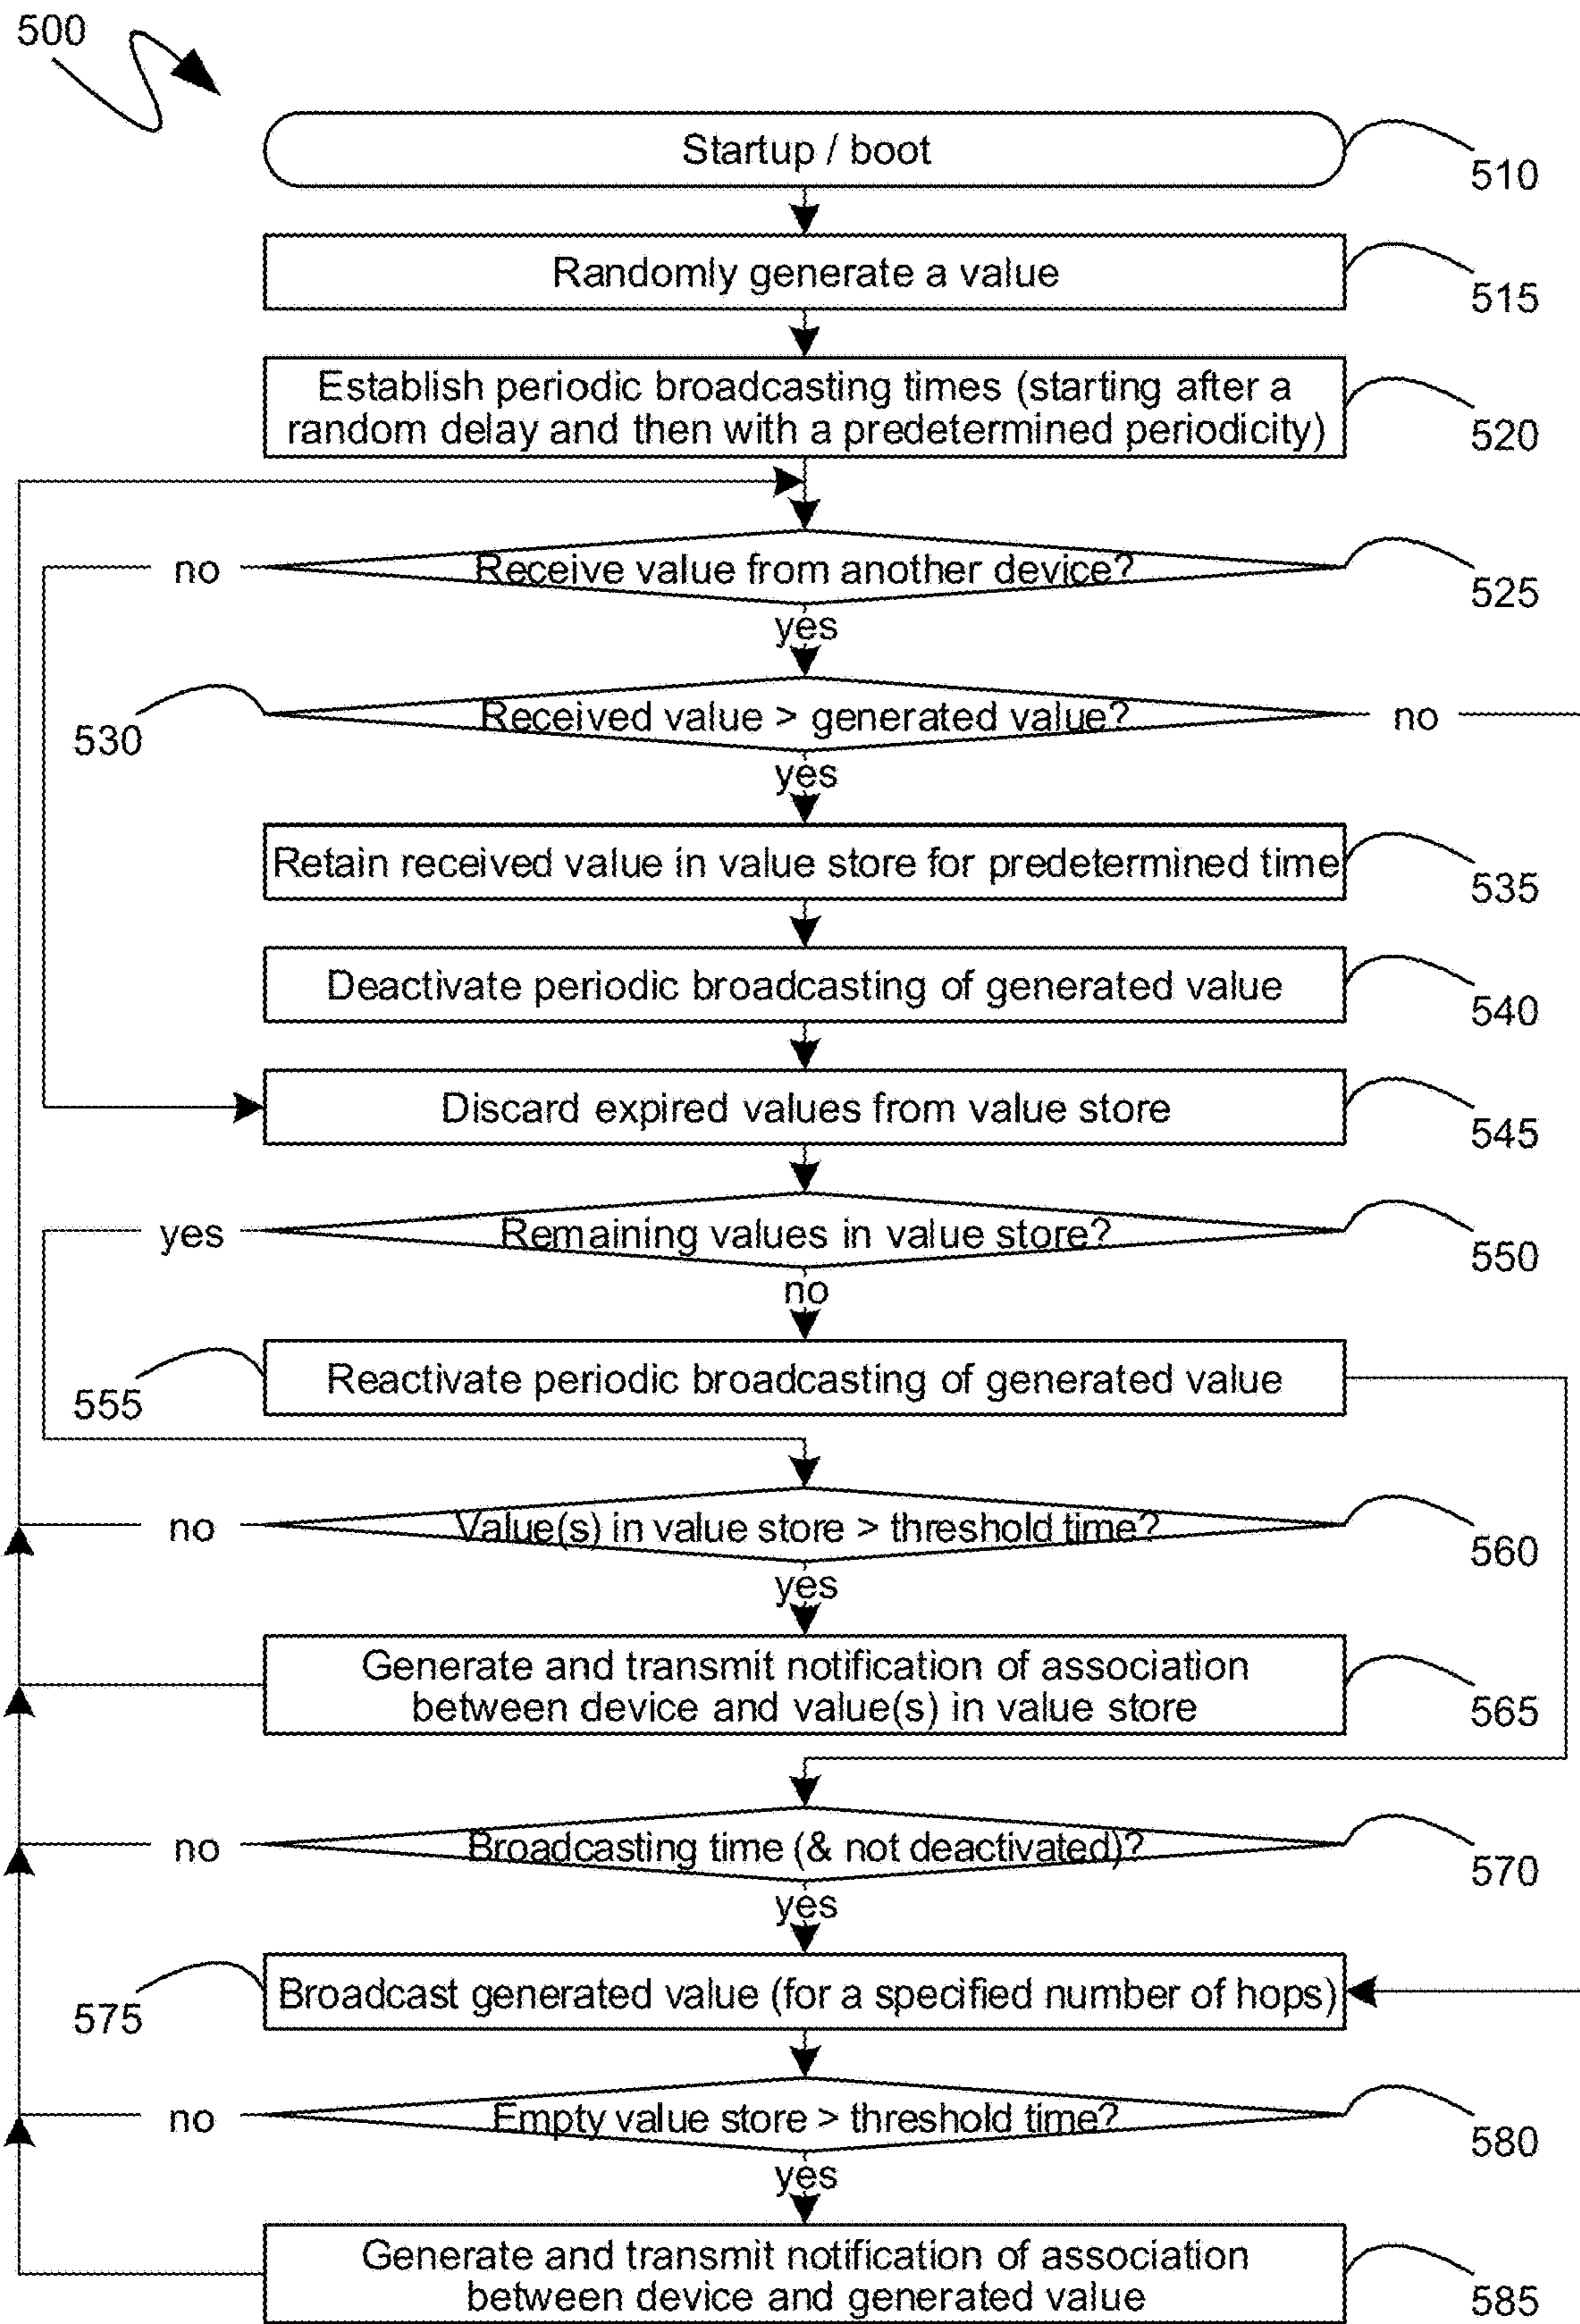 500
Startup / boot
510
Randomly generate a value
515
Establish periodic broadcasting times (starting after a
random delay and then with a predetermined periodicity)
520
no
Receive value from another device?
525
yes
530
Received value > generated value?
no
yes
Retain received value in value store for predetermined time
535
Deactivate periodic broadcasting of generated value
540
Discard expired values from value store
545
yes
Remaining values in value store?
550
no
555
Reactivate periodic broadcasting of generated value
no
Value(s) in value store > threshold time?
560
yes
Generate and transmit notification of association
between device and value(s) in value store
565
no
Broadcasting time (& not deactivated)?
570
yes
575
Broadcast generated value (for a specified number of hops)
no
Empty value store > threshold time?
580
yes
Generate and transmit notification of association
between device and generated value
585